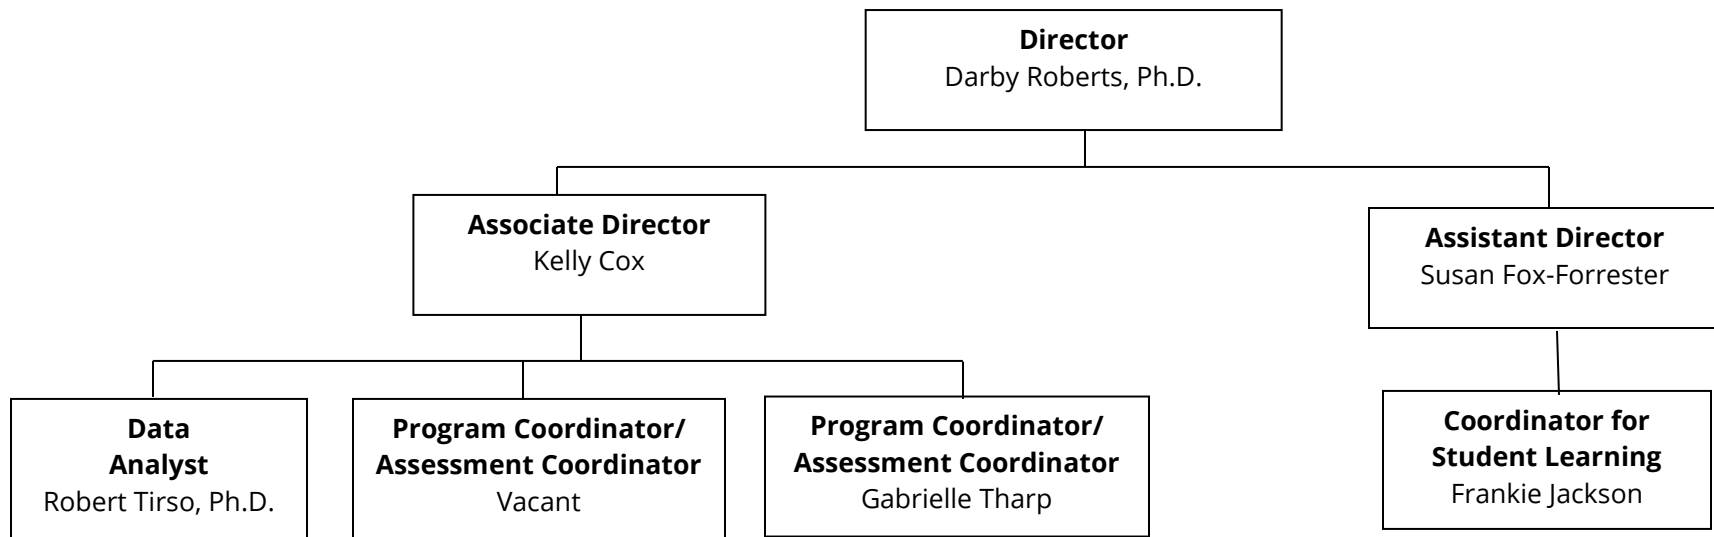 Director
Darby Roberts, Ph.D.
Associate Director
Kelly Cox
Assistant Director
Susan Fox-Forrester
Data
Analyst
Robert Tirso, Ph.D.
Program Coordinator/
Assessment Coordinator
Vacant
Program Coordinator/
Assessment Coordinator
Gabrielle Tharp
Coordinator for
Student Learning
Frankie Jackson